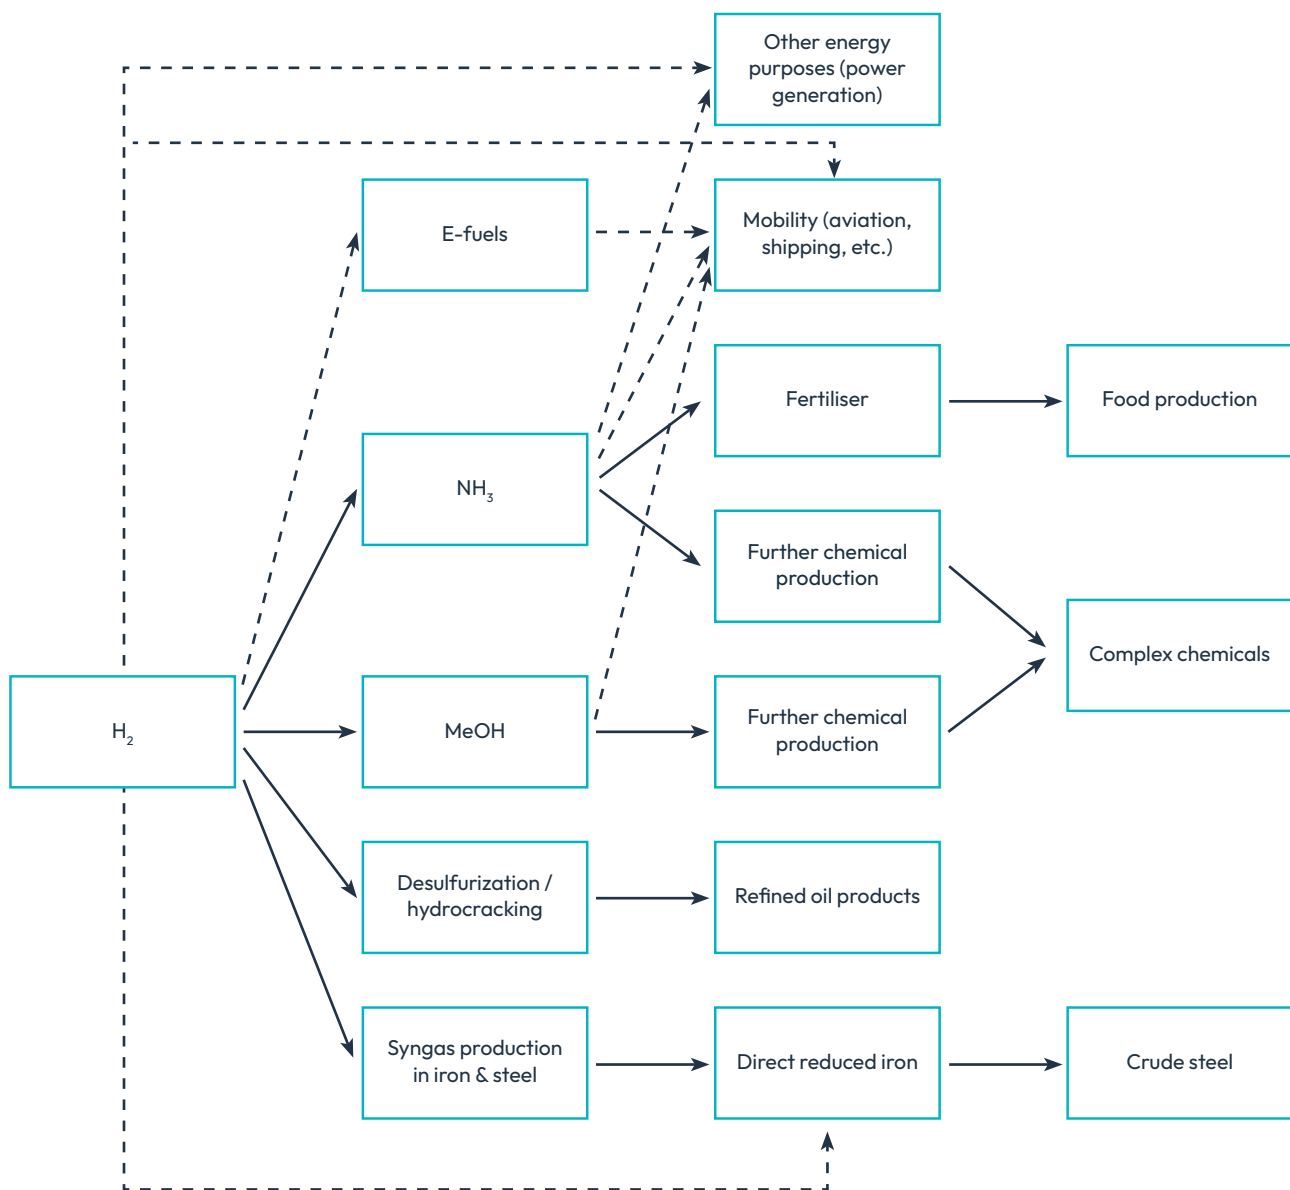 Other energy
purposes (power
generation)
E-fuels
Mobility (aviation,
shipping, etc.)
Fertiliser
Food production
NH₃
Further chemical
production
Complex chemicals
H₂
MeOH
Further chemical
production
Desulfurization /
hydrocracking
Refined oil products
Syngas production
in iron & steel
Direct reduced iron
Crude steel